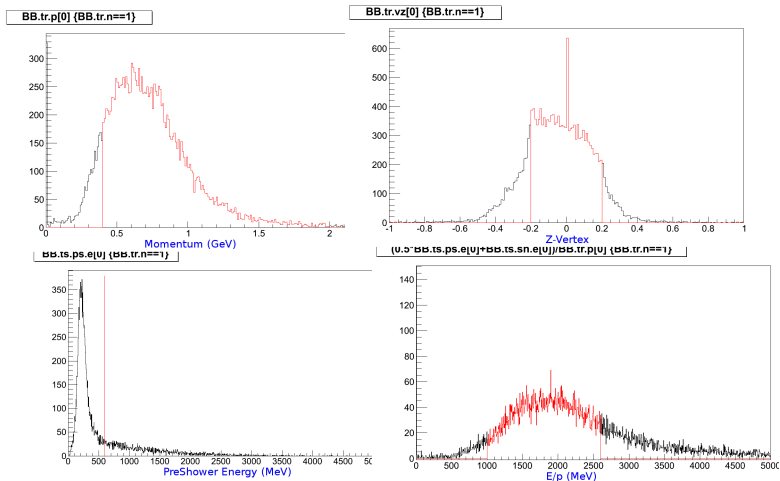 BB.tr.p[0] {BB.tr.n==1}
300
250
200
150
100
50
0
0 0.5 1 1.5 2
Momentum (GeV)
BB.tr.vz[0] {BB.tr.n==1}
600
500
400
300
200
100
0
-1 -0.8 -0.6 -0.4 -0.2 0 0.2 0.4 0.6 0.8 1
Z-Vertex
BB.ts.ps.e[0] {BB.tr.n==1}
350
300
250
200
150
100
50
0
0 500 1000 1500 2000 2500 3000 3500 4000 4500 5
PreShower Energy (MeV)
(0.5*BB.ts.ps.e[0]+BB.ts.sh.e[0])/BB.tr.p[0] {BB.tr.n==1}
140
120
100
80
60
40
20
0
0 500 1000 1500 2000 2500 3000 3500 4000 4500 5000
E/p (MeV)